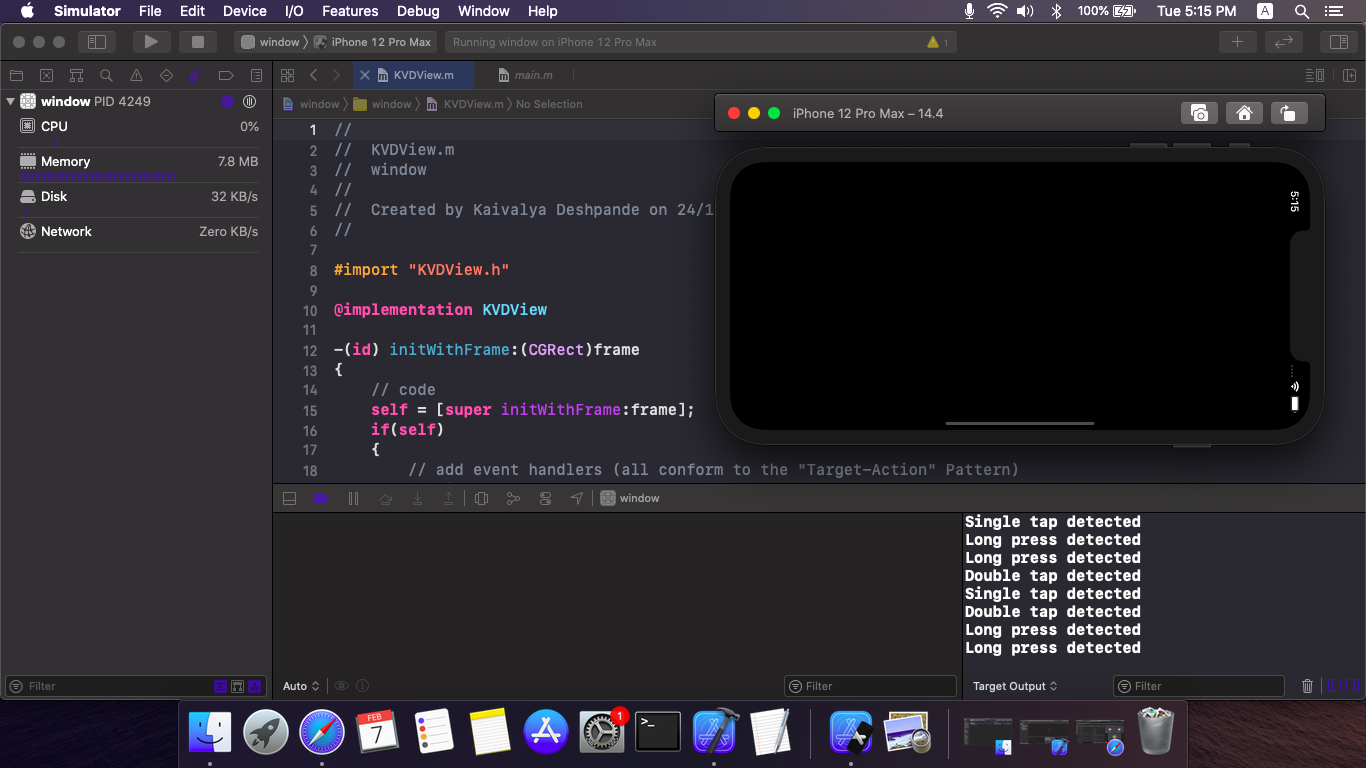 Simulator File Edit Device I/O Features Debug Window Help 100% Tue 5:15 PM A
window iPhone 12 Pro Max Running window on iPhone 12 Pro Max 1
KVDView.m main.m
window PID 4249
window window KVDView.m No Selection
CPU 0%
Memory 7.8 MB
Disk 32 KB/s
Network Zero KB/s
iPhone 12 Pro Max – 14.4
5:15
1 //
2 // KVDView.m
3 // window
4 //
5 // Created by Kaivalya Deshpande on 24/1
6 //
7
8 #import "KVDView.h"
9
10 @implementation KVDView
11
12 -(id) initWithFrame:(CGRect)frame
13 {
14 // code
15 self = [super initWithFrame:frame];
16 if(self)
17 {
18 // add event handlers (all conform to the "Target-Action" Pattern)
window
Single tap detected
Long press detected
Long press detected
Double tap detected
Single tap detected
Double tap detected
Long press detected
Long press detected
Filter
Auto
Filter
Target Output
Filter
FEB
7
1
>_